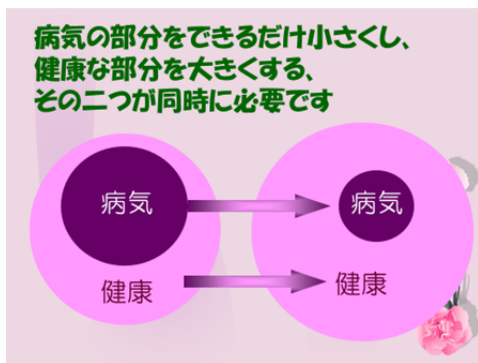 病気の部分をできるだけ小さくし、
健康な部分を大きくする、
その二つが同時に必要です
病気
病気
健康
健康